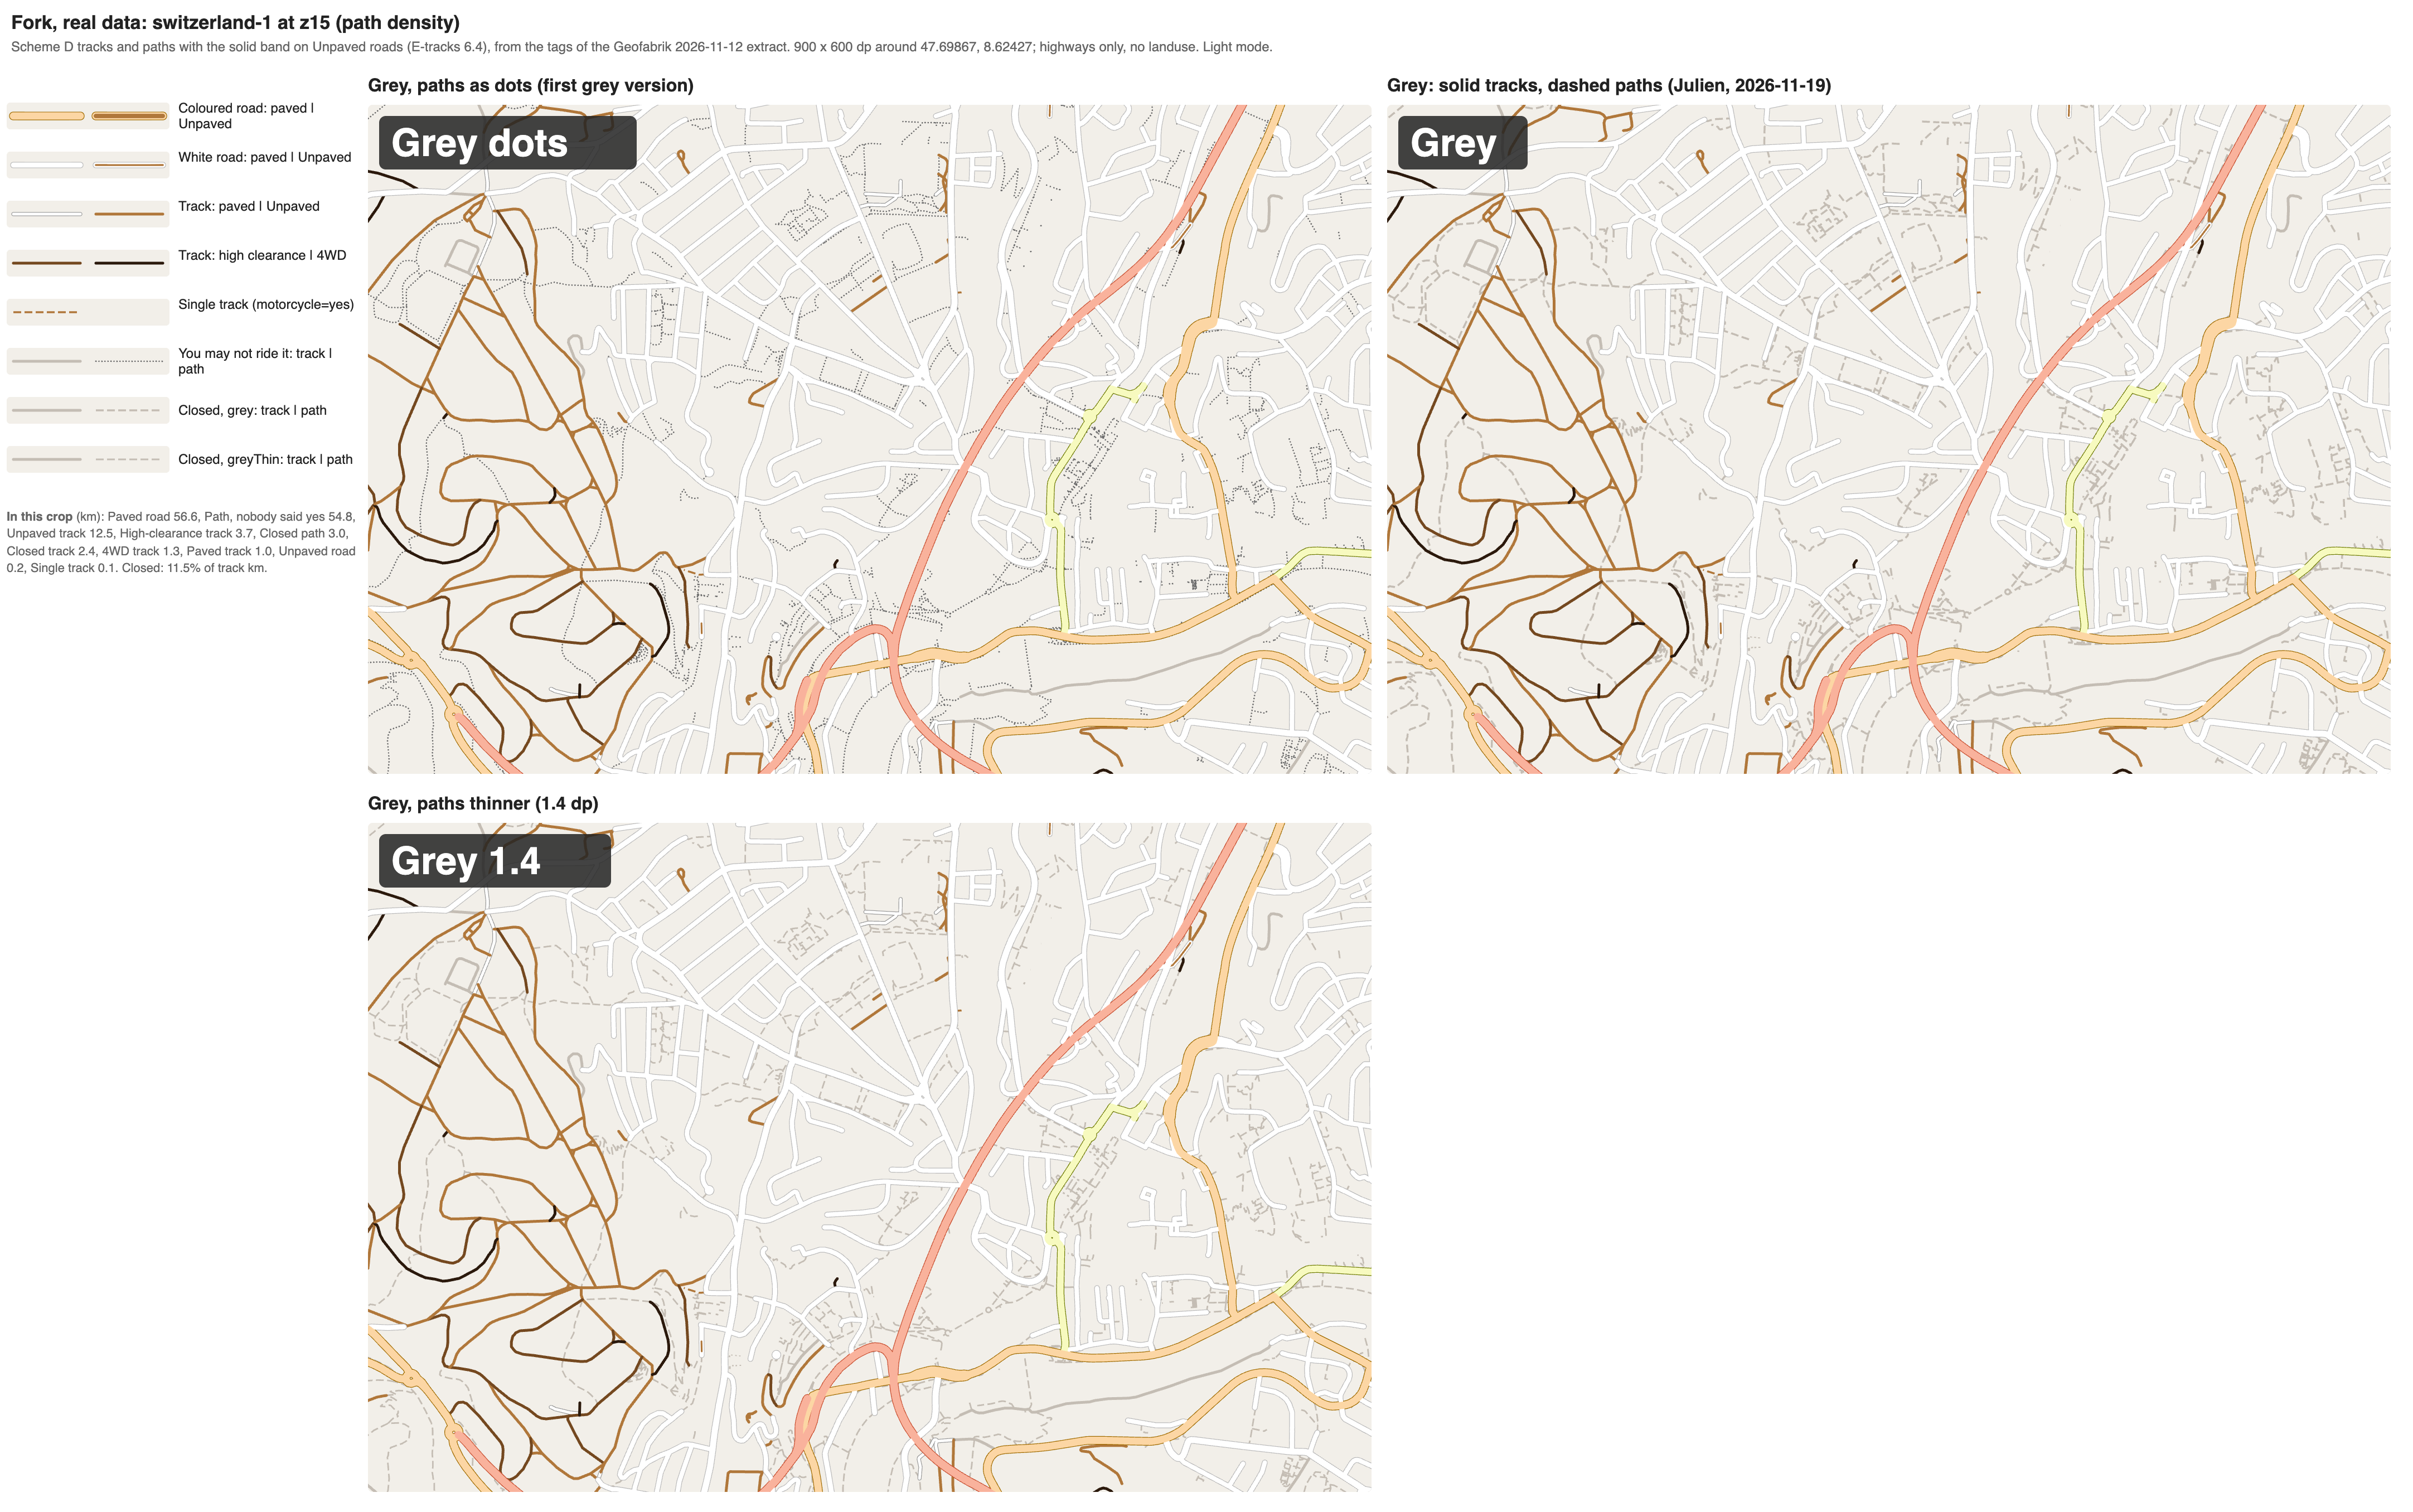 Fork, real data: switzerland-1 at z15 (path density)
Scheme D tracks and paths with the solid band on Unpaved roads (E-tracks 6.4), from the tags of the Geofabrik 2026-11-12 extract. 900 x 600 dp around 47.69867, 8.62427; highways only, no landuse. Light mode.
Coloured road: paved |
Unpaved
White road: paved | Unpaved
Track: paved | Unpaved
Track: high clearance | 4WD
Single track (motorcycle=yes)
You may not ride it: track |
path
Closed, grey: track | path
Closed, greyThin: track | path
In this crop (km): Paved road 56.6, Path, nobody said yes 54.8,
Unpaved track 12.5, High-clearance track 3.7, Closed path 3.0,
Closed track 2.4, 4WD track 1.3, Paved track 1.0, Unpaved road
0.2, Single track 0.1. Closed: 11.5% of track km.
Grey, paths as dots (first grey version)
Grey dots
Grey: solid tracks, dashed paths (Julien, 2026-11-19)
Grey
Grey, paths thinner (1.4 dp)
Grey 1.4